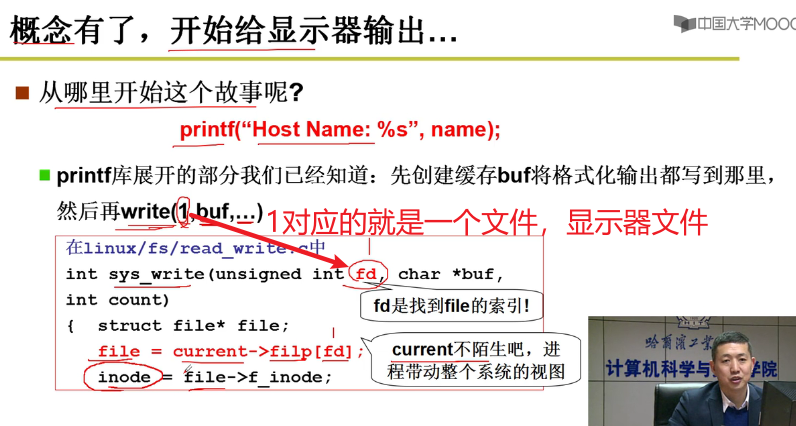 概念有了，开始给显示器输出…
中国大学MOOC
从哪里开始这个故事呢?
printf(“Host Name: %s”, name);
printf库展开的部分我们已经知道：先创建缓存buf将格式化输出都写到那里，
然后再write(1,buf,…)
1对应的就是一个文件，显示器文件
在linux/fs/read_write.c中
int sys_write(unsigned int fd, char *buf,
int count)
fd是找到file的索引!
{ struct file* file;
file = current->filp[fd];
inode = file->f_inode;
current不陌生吧，进
程带动整个系统的视图
哈尔滨工业
计算机科学与
学院